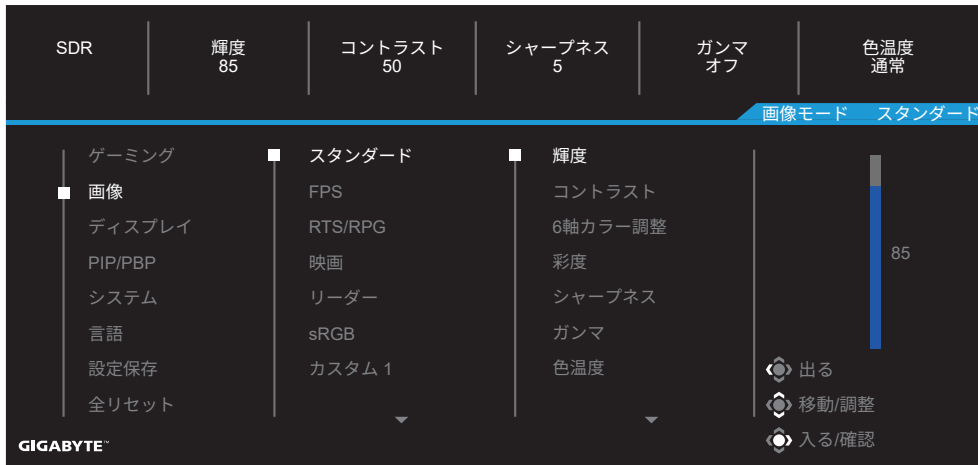 SDR
輝度
85
コントラスト
50
シャープネス
5
ガンマ
オフ
色温度
通常
画像モード スタンダード
ゲーミング
画像
ディスプレイ
PIP/PBP
システム
言語
設定保存
全リセット
スタンダード
FPS
RTS/RPG
映画
リーダー
sRGB
カスタム 1
輝度
コントラスト
6軸カラー調整
彩度
シャープネス
ガンマ
色温度
85
出る
移動/調整
入る/確認
GIGABYTE™